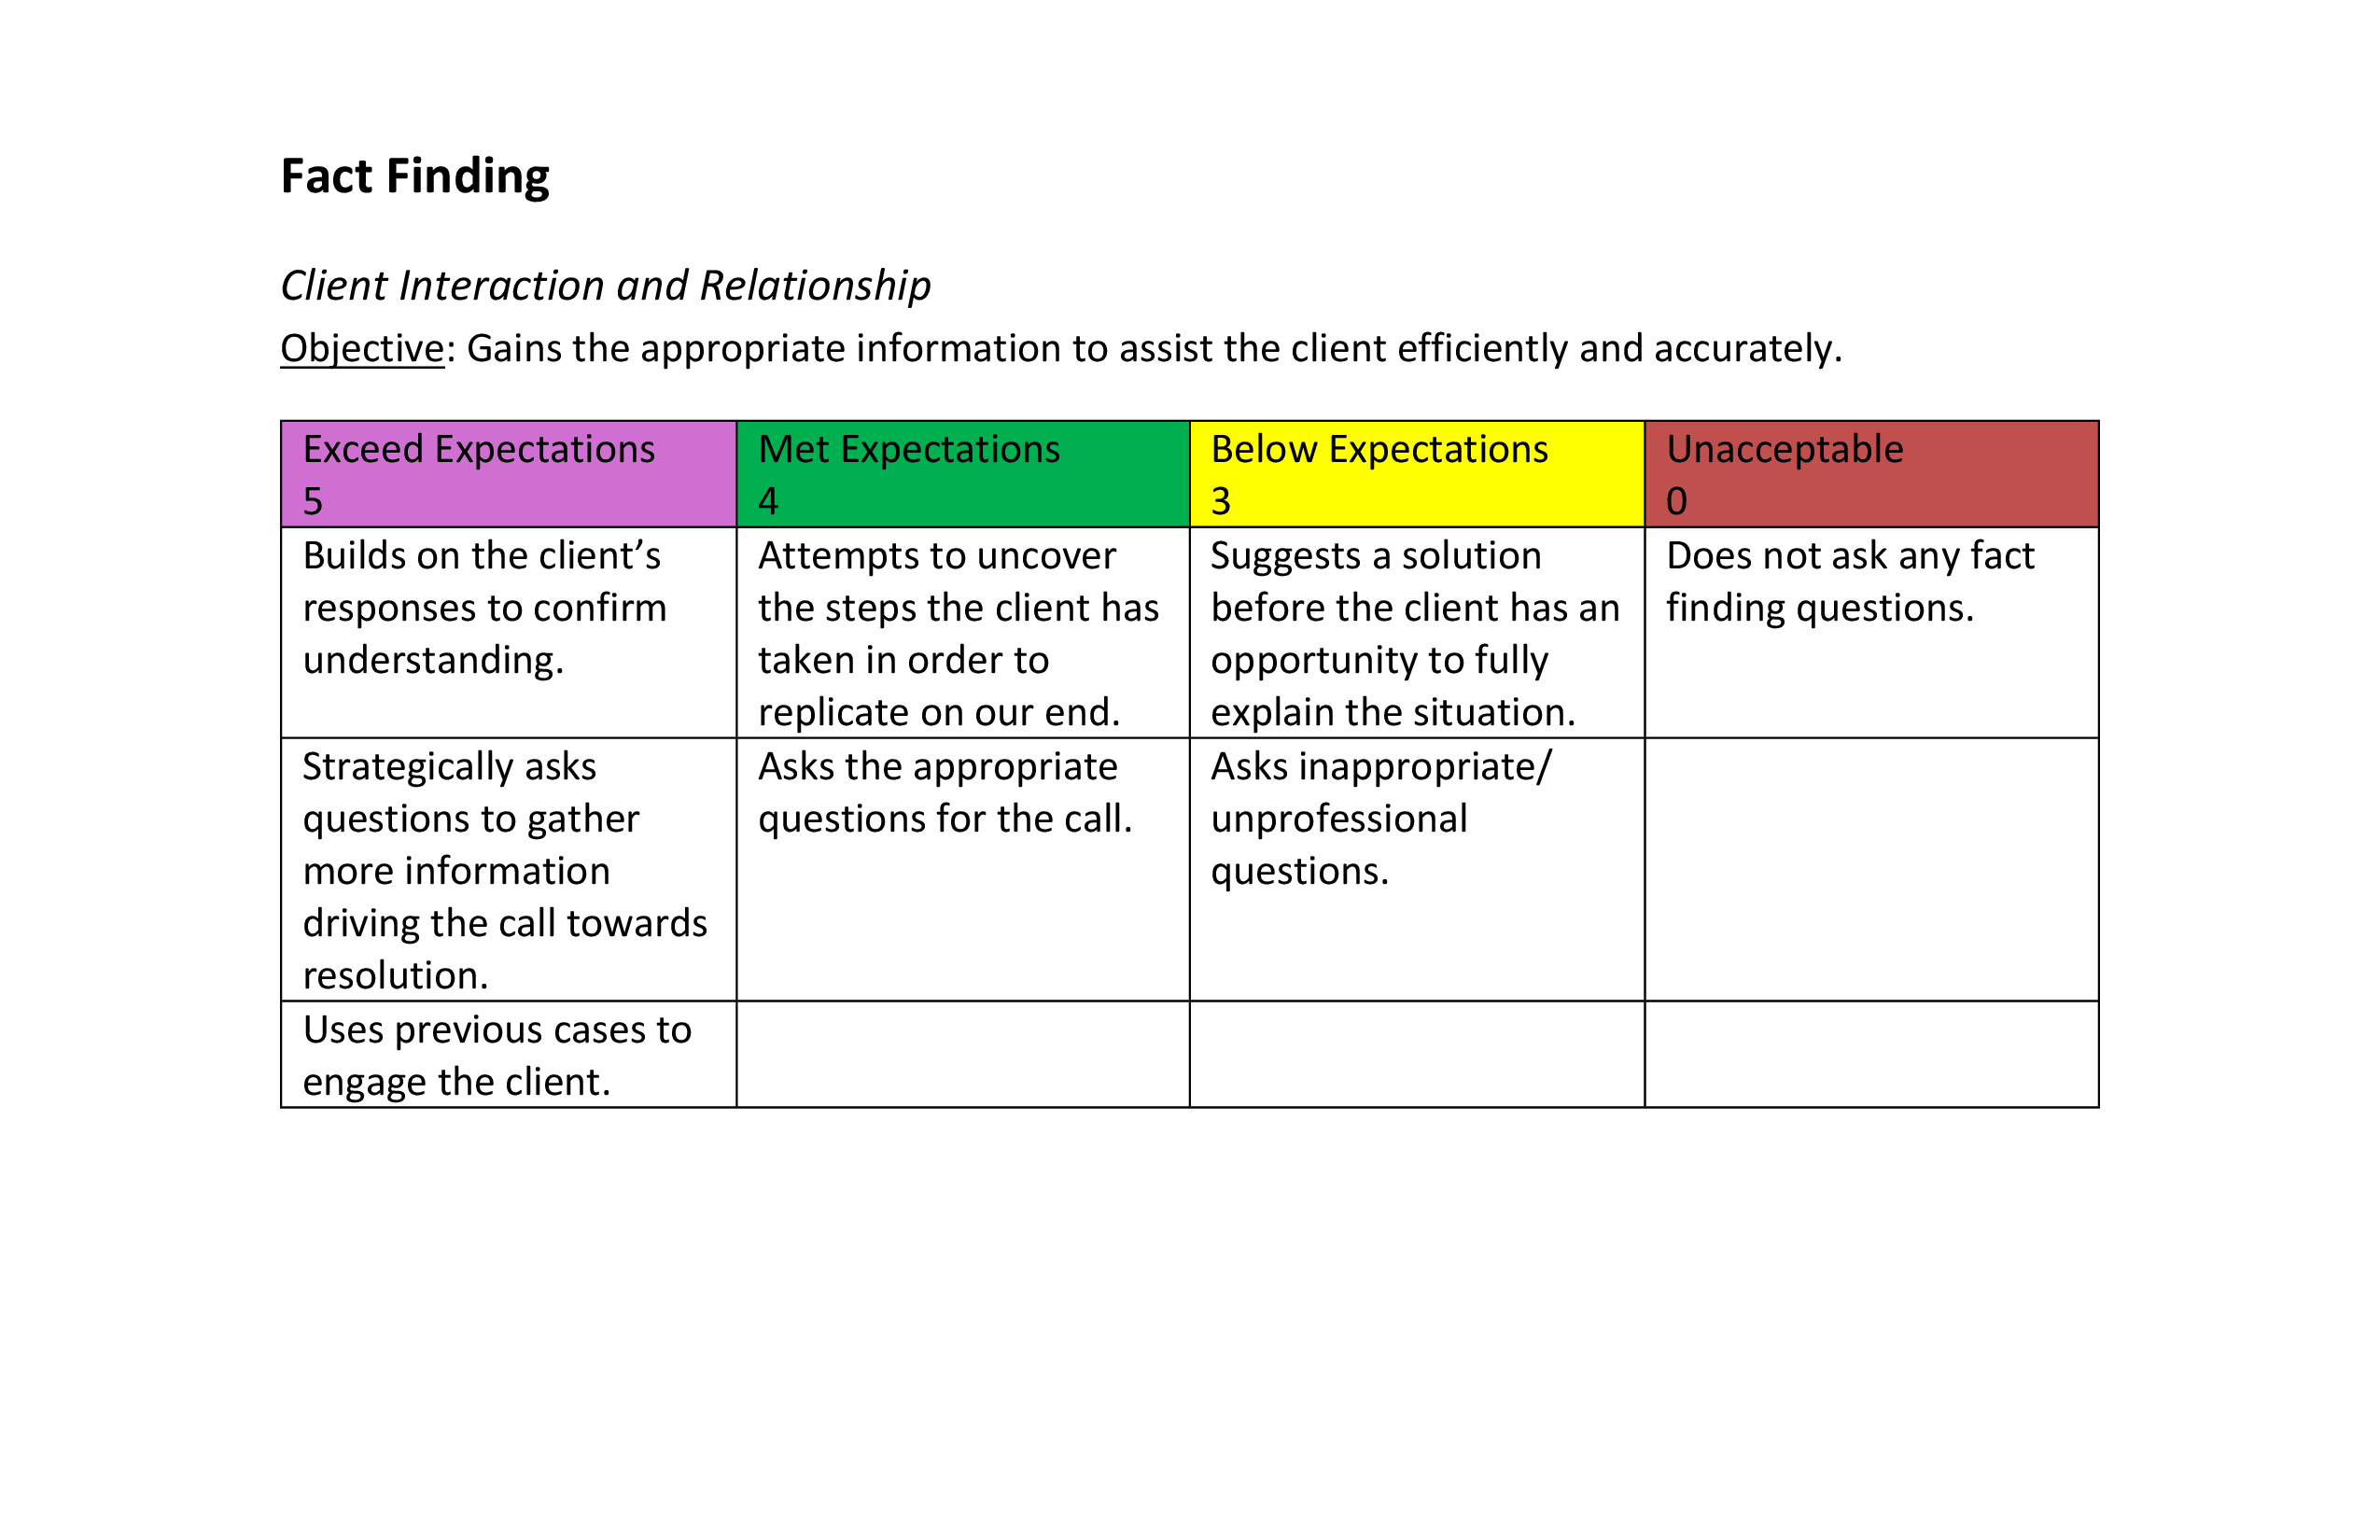 Fact Finding
Client Interaction and Relationship
Objective: Gains the appropriate information to assist the client efficiently and accurately.
Exceed Expectations
5
Met Expectations
4
Below Expectations
3
Unacceptable
0
Builds on the client’s
responses to confirm
understanding.
Attempts to uncover
the steps the client has
taken in order to
replicate on our end.
Suggests a solution
before the client has an
opportunity to fully
explain the situation.
Does not ask any fact
finding questions.
Strategically asks
questions to gather
more information
driving the call towards
resolution.
Asks the appropriate
questions for the call.
Asks inappropriate/
unprofessional
questions.
Uses previous cases to
engage the client.